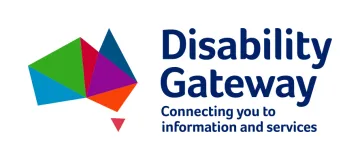 Disability
Gateway
Connecting you to
information and services